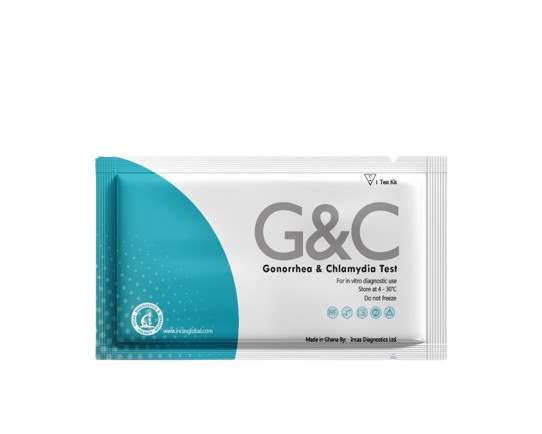 1 Test Kit
G&C
Gonorrhea & Chlamydia Test
For in vitro diagnostic use
Store at 4 - 30°C
Do not freeze
www.incasglobal.com
Made in Ghana By: Incas Diagnostics Ltd.